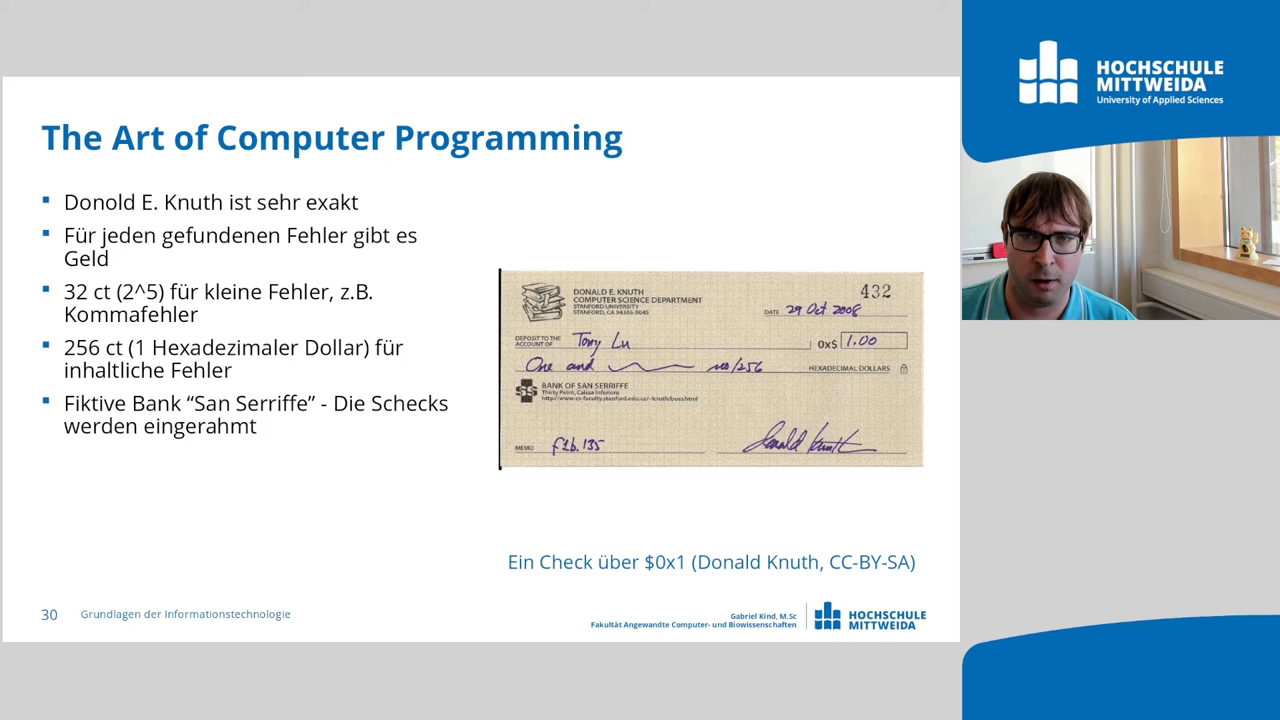 HOCHSCHULE
MITTWEIDA
University of Applied Sciences
The Art of Computer Programming
Donold E. Knuth ist sehr exakt
Für jeden gefundenen Fehler gibt es
Geld
32 ct (2^5) für kleine Fehler, z.B.
Kommafehler
256 ct (1 Hexadezimaler Dollar) für
inhaltliche Fehler
Fiktive Bank “San Serriffe” - Die Schecks
werden eingerahmt
DONALD E. KNUTH
COMPUTER SCIENCE DEPARTMENT
STANFORD UNIVERSITY
STANFORD, CA 94305-9045
432
DATE 29 Oct 2008
DEPOSIT TO THE
ACCOUNT OF Tony Lu 0x$ 1.00
One and no/256 HEXADECIMAL DOLLARS
BANK OF SAN SERRIFFE
Thirty Point, Caissa Inferiore
http://www-cs-faculty.stanford.edu/~knuth/boss.html
MEMO f1b.135 Donald Knuth
Ein Check über $0x1 (Donald Knuth, CC-BY-SA)
30 Grundlagen der Informationstechnologie
Gabriel Kind, M.Sc
Fakultät Angewandte Computer- und Biowissenschaften
HOCHSCHULE
MITTWEIDA